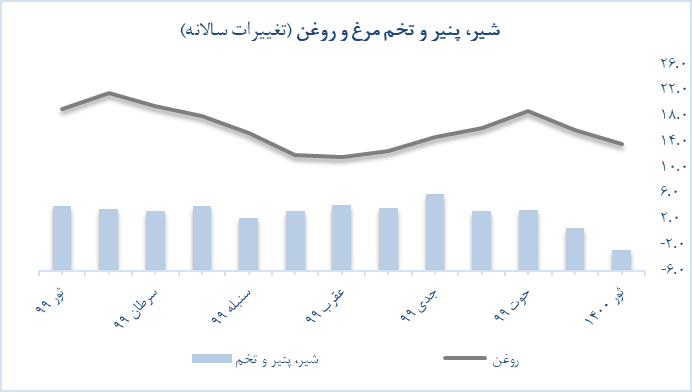 شیر، پنیر و تخم مرغ و روغن (تغییرات سالانه)
۲۶.۰
۲۲.۰
۱۸.۰
۱۴.۰
۱۰.۰
۶.۰
۲.۰
-۲.۰
-۶.۰
ثور ۹۹
سرطان ۹۹
سنبله ۹۹
عقرب ۹۹
جدی ۹۹
حوت ۹۹
ثور ۱۴۰۰
شیر، پنیر و تخم
روغن